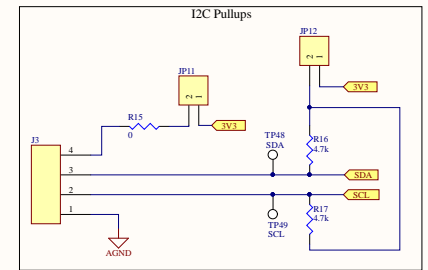 I2C Pullups
JP12
2
1
3V3
JP11
2
1
3V3
R15
0
J3
4
3
2
1
TP48
SDA
R16
4.7k
SDA
SCL
R17
4.7k
TP49
SCL
AGND